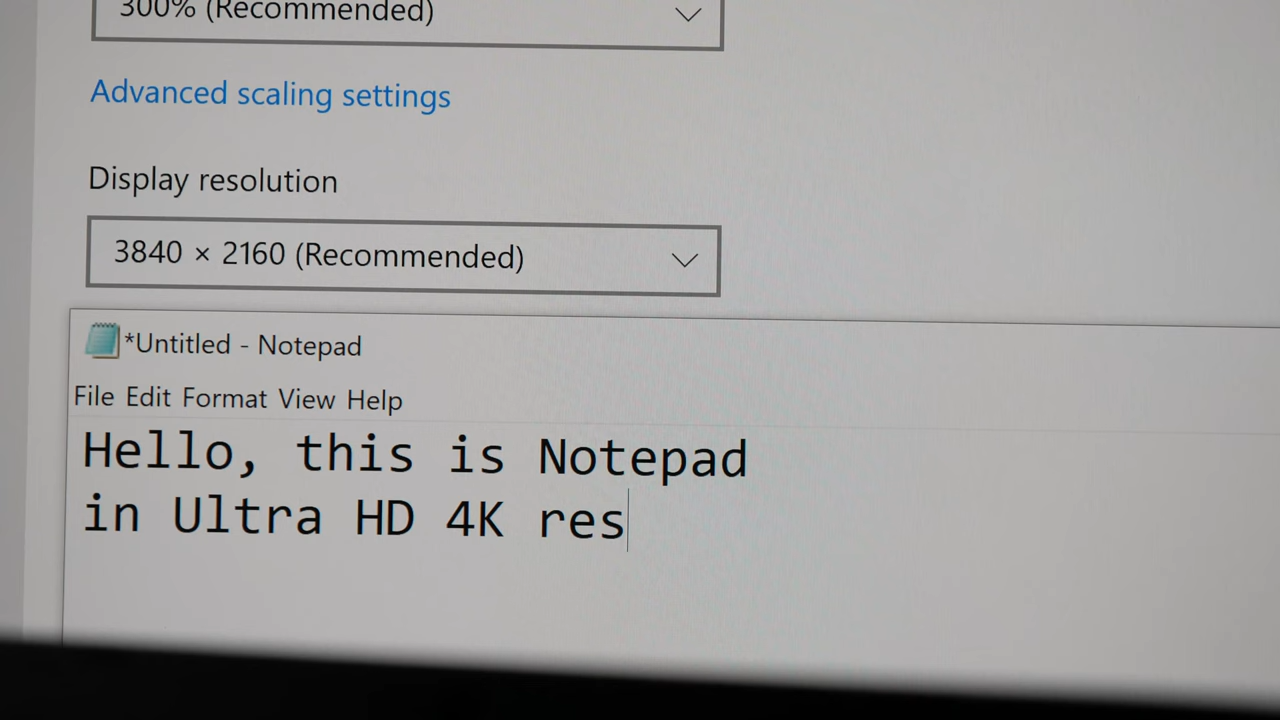 300% (Recommended)
Advanced scaling settings
Display resolution
3840 × 2160 (Recommended)
*Untitled - Notepad
File Edit Format View Help
Hello, this is Notepad
in Ultra HD 4K res